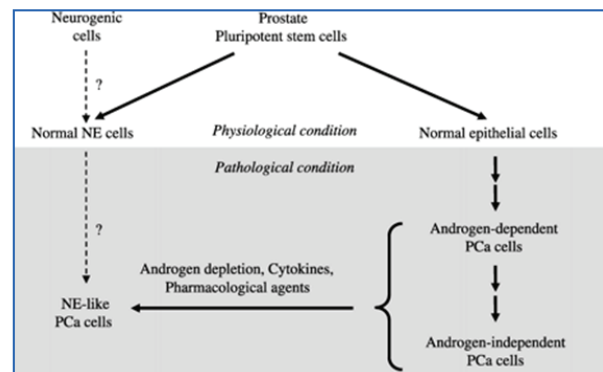 Neurogenic
cells
Prostate
Pluripotent stem cells
?
Normal NE cells
Physiological condition
Normal epithelial cells
Pathological condition
?
Androgen-dependent
PCa cells
Androgen depletion, Cytokines,
Pharmacological agents
NE-like
PCa cells
Androgen-independent
PCa cells